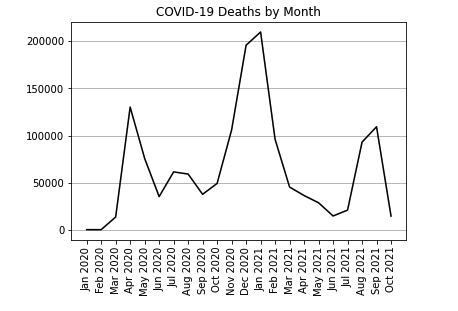 COVID-19 Deaths by Month
200000
150000
100000
50000
0
Jan 2020
Feb 2020
Mar 2020
Apr 2020
May 2020
Jun 2020
Jul 2020
Aug 2020
Sep 2020
Oct 2020
Nov 2020
Dec 2020
Jan 2021
Feb 2021
Mar 2021
Apr 2021
May 2021
Jun 2021
Jul 2021
Aug 2021
Sep 2021
Oct 2021